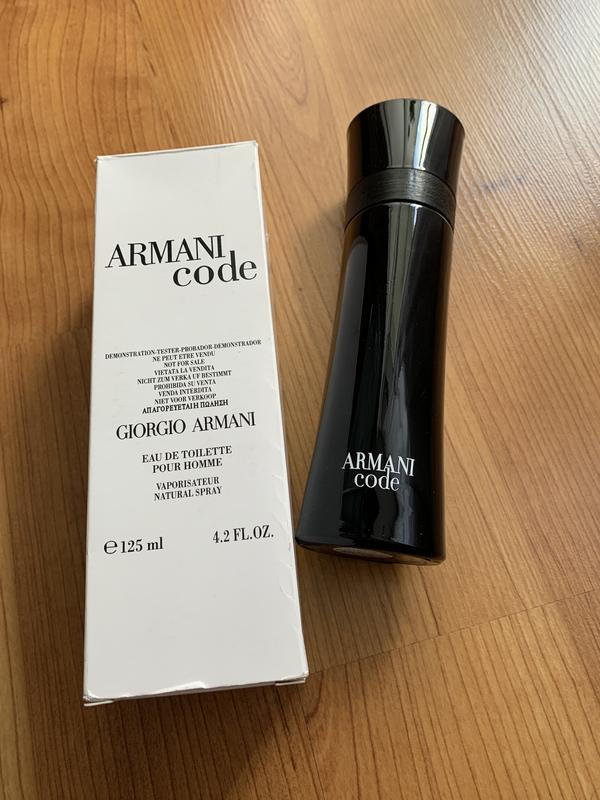 ARMANI
code
DEMONSTRATION-TESTER-PROBADOR-DEMONSTRADOR
NE PEUT ETRE VENDU
NOT FOR SALE
VIETATA LA VENDITA
NICHT ZUM VERKA UF BESTIMMT
PROHIBIDA SU VENTA
VENDA INTERDITA
NIET VOOR VERKOOP
ΑΠΑΓΟΡΕΥΕΤΑΙΗ ΠΩΛΗΣΗ
GIORGIO ARMANI
EAU DE TOILETTE
POUR HOMME
VAPORISATEUR
NATURAL SPRAY
℮125 ml 4.2 FL.OZ.
ARMANI
code